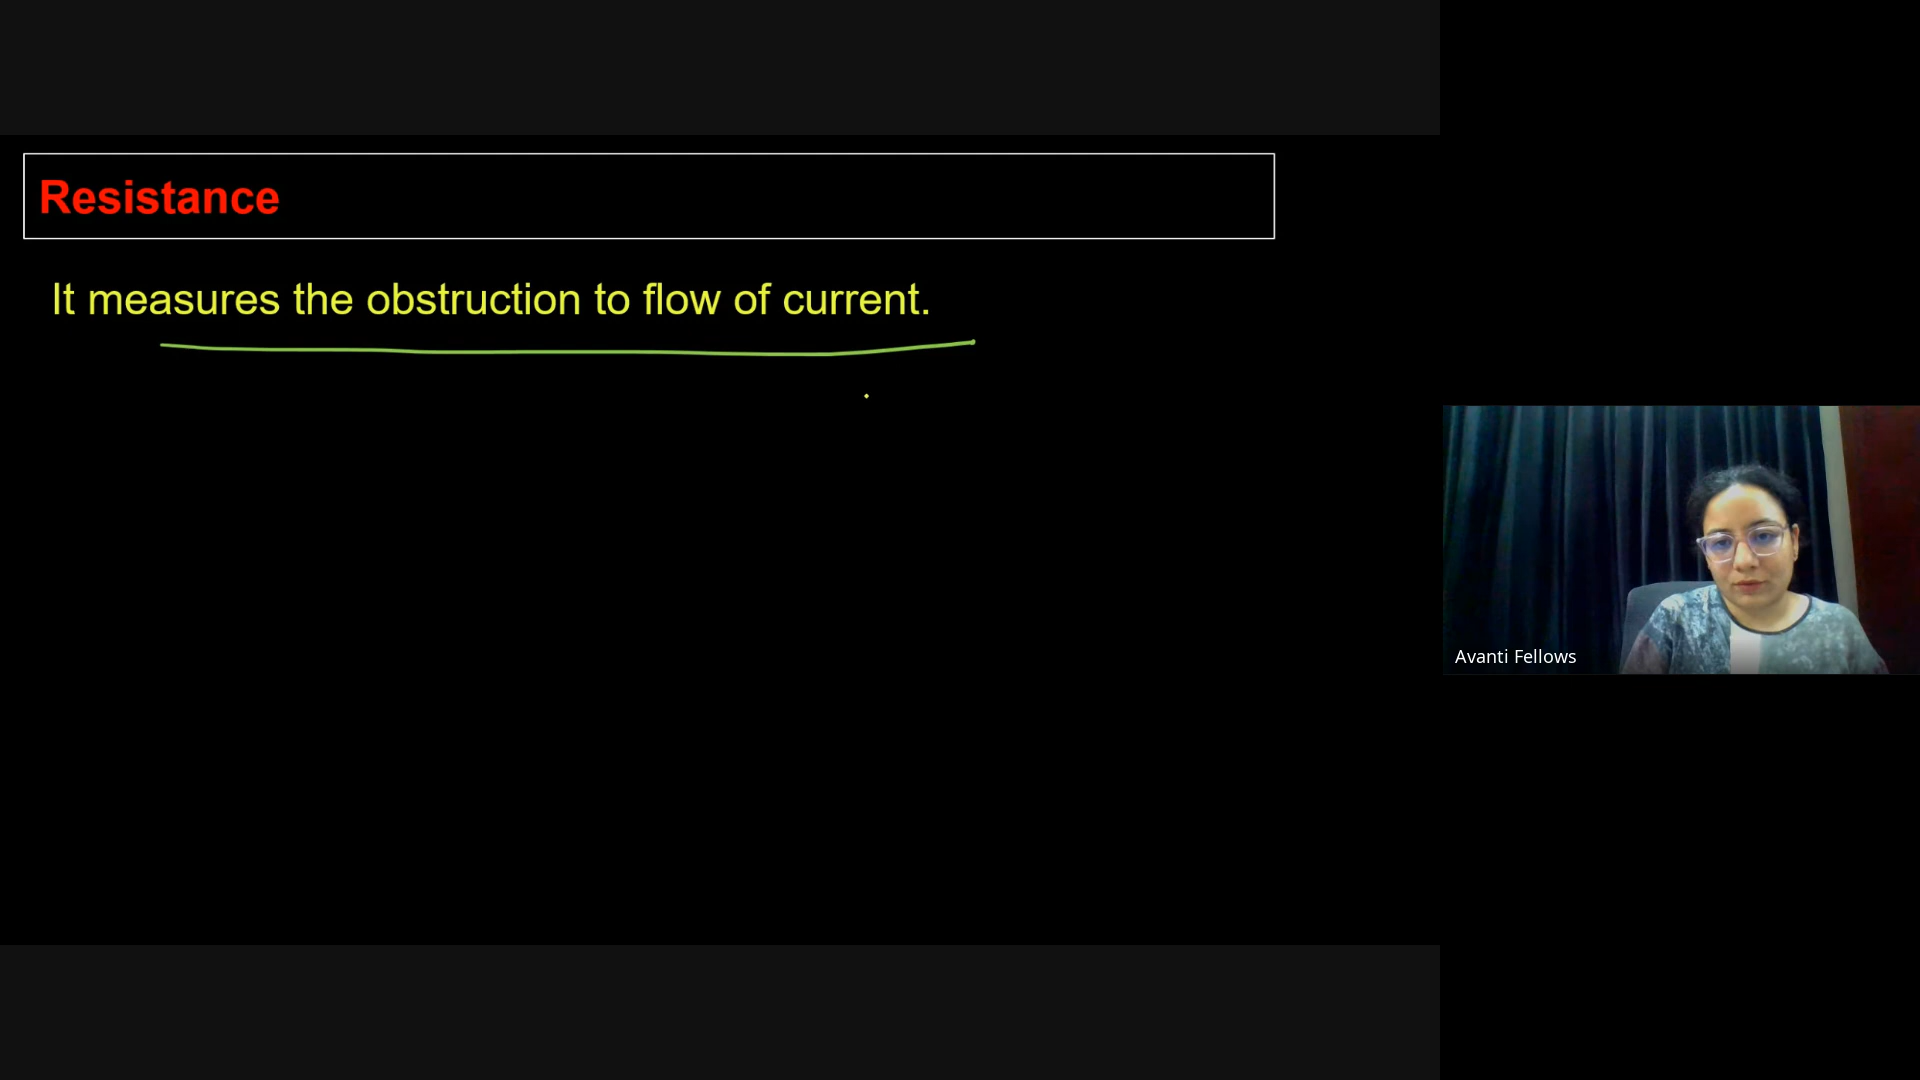 Resistance
It measures the obstruction to flow of current.
Avanti Fellows